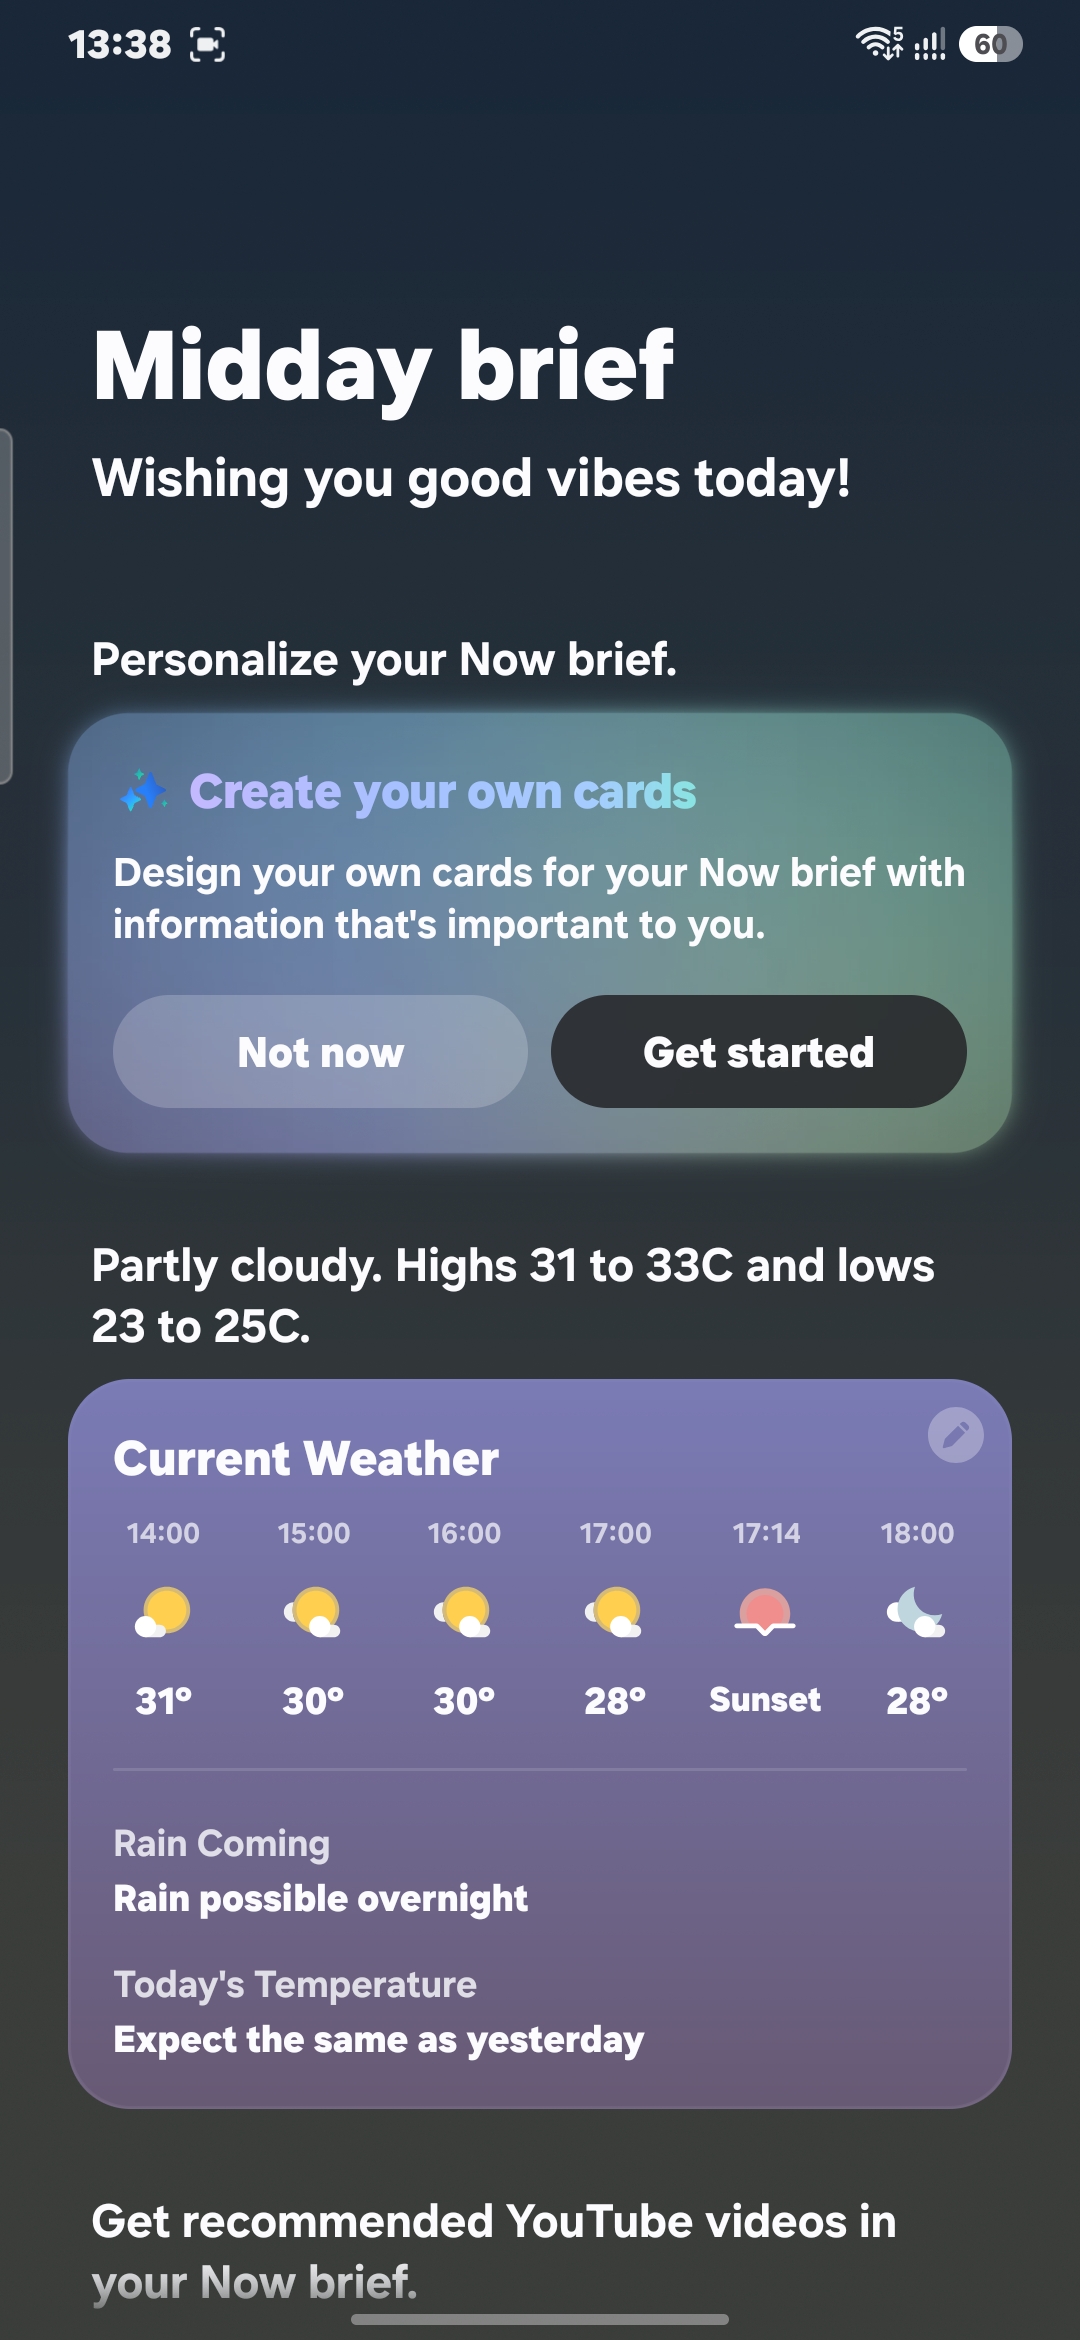 13:38
5
60
Midday brief
Wishing you good vibes today!
Personalize your Now brief.
Create your own cards
Design your own cards for your Now brief with
information that's important to you.
Not now
Get started
Partly cloudy. Highs 31 to 33C and lows
23 to 25C.
Current Weather
14:00 15:00 16:00 17:00 17:14 18:00
31° 30° 30° 28° Sunset 28°
Rain Coming
Rain possible overnight
Today's Temperature
Expect the same as yesterday
Get recommended YouTube videos in
your Now brief.